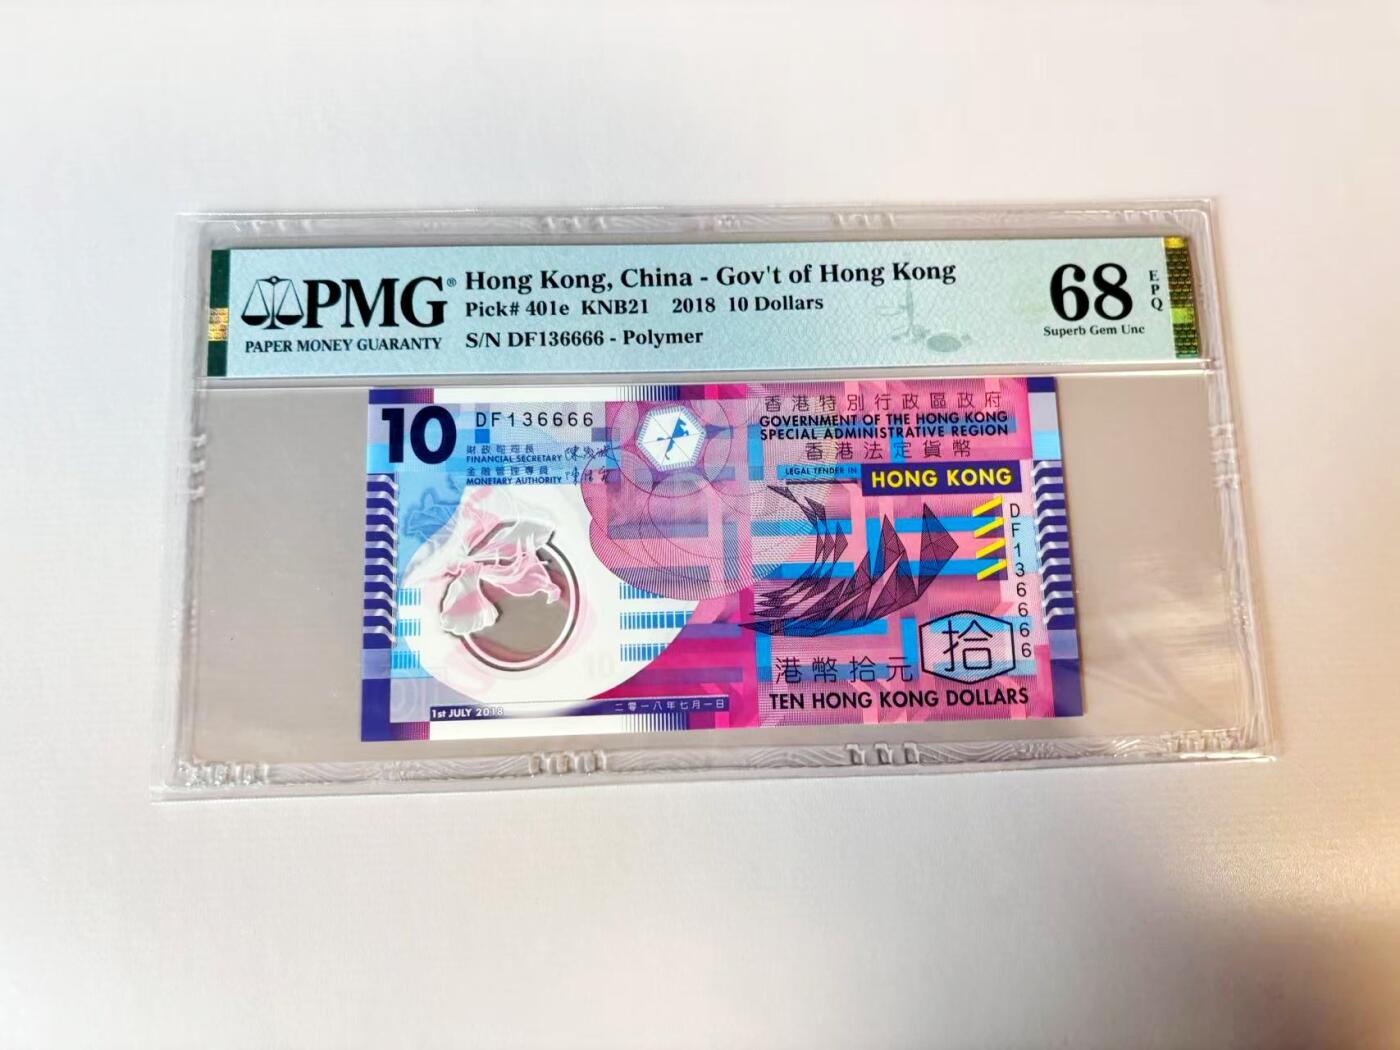 PMG®
PAPER MONEY GUARANTY
Hong Kong, China - Gov't of Hong Kong
Pick# 401e KNB21 2018 10 Dollars
S/N DF136666 - Polymer
68
EPQ
Superb Gem Unc
10
DF136666
財政司司長
FINANCIAL SECRETARY
金融管理專員
MONETARY AUTHORITY
香港特別行政區政府
GOVERNMENT OF THE HONG KONG
SPECIAL ADMINISTRATIVE REGION
香港法定貨幣
LEGAL TENDER IN
HONG KONG
DF136666
拾
港幣拾元
TEN HONG KONG DOLLARS
1st JULY 2018
二零一八年七月一日
10